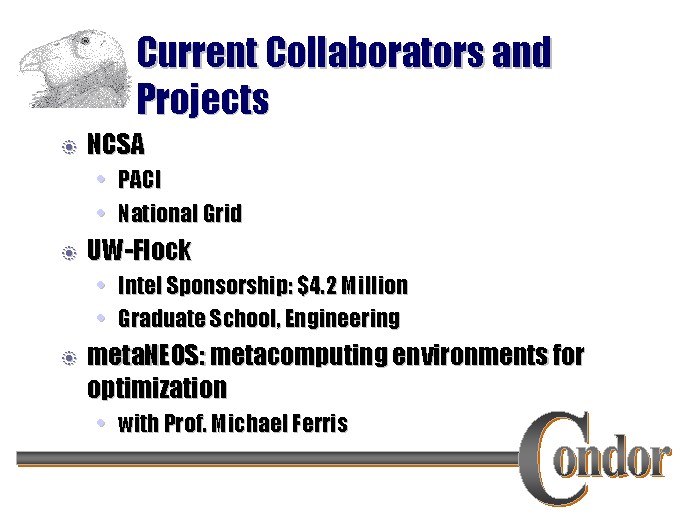 Current Collaborators and
Projects
NCSA
PACI
National Grid
UW-Flock
Intel Sponsorship: $4.2 Million
Graduate School, Engineering
metaNEOS: metacomputing environments for
optimization
with Prof. Michael Ferris
Condor